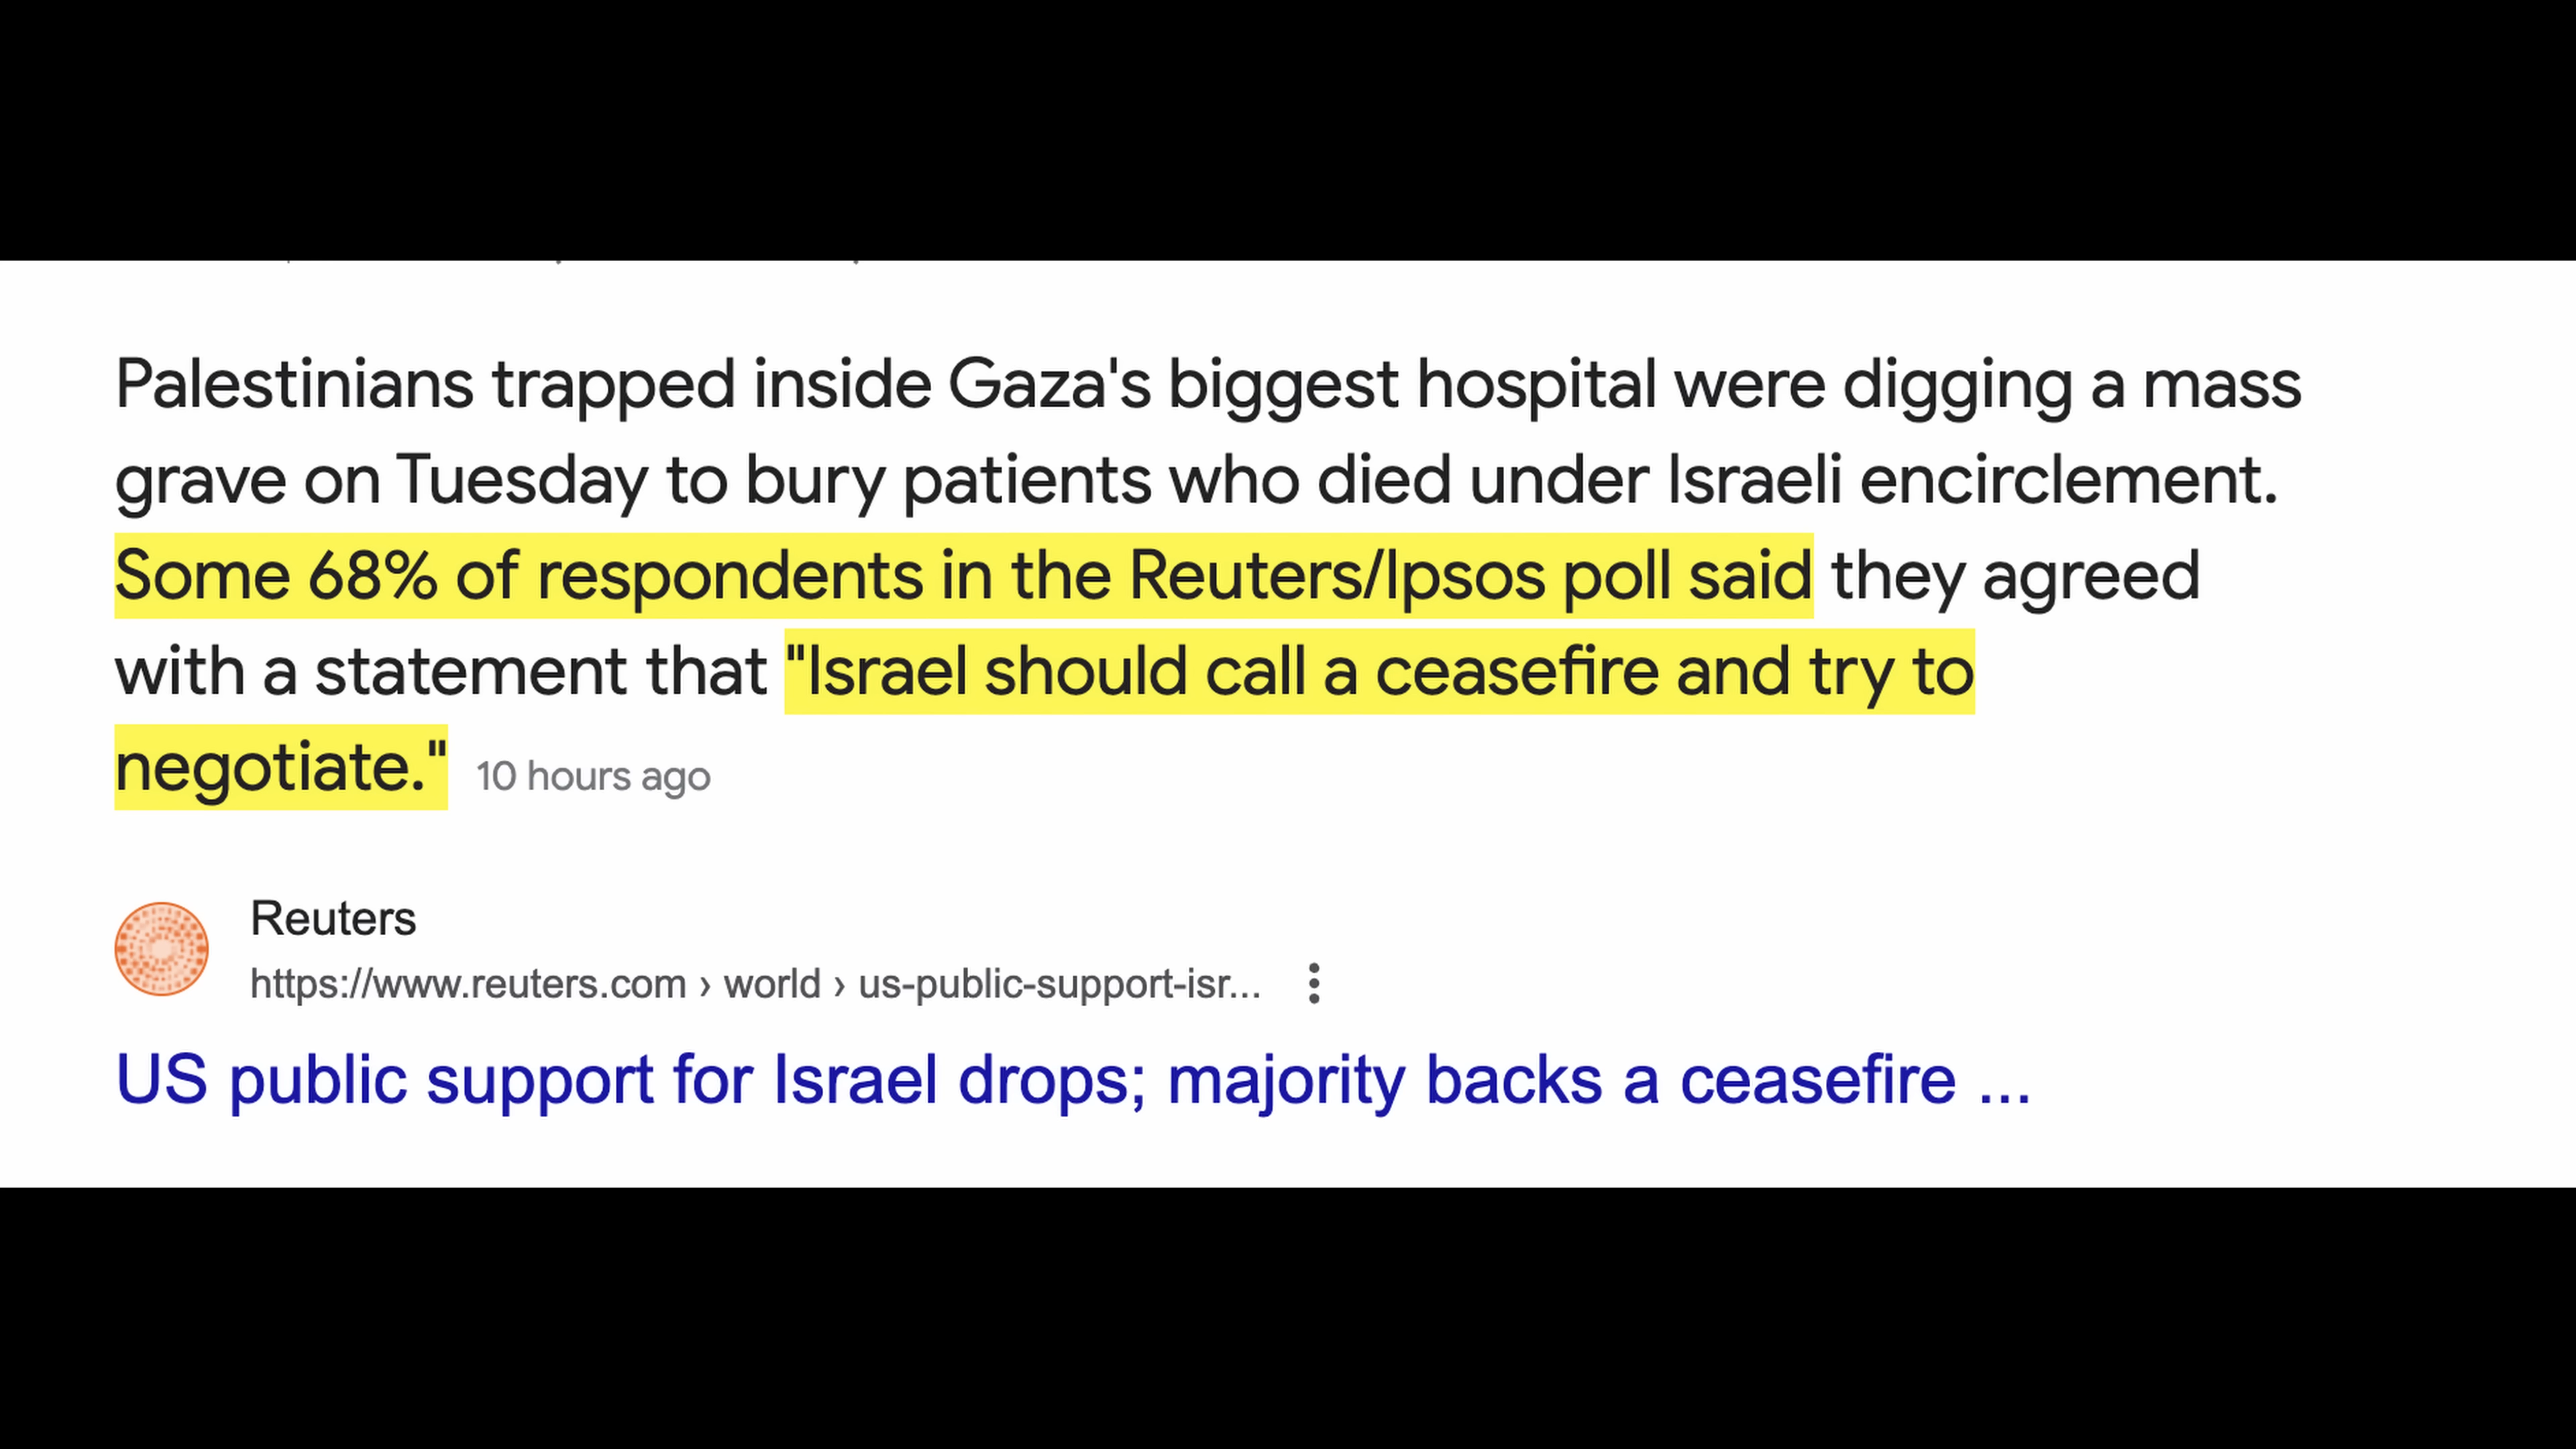 Palestinians trapped inside Gaza's biggest hospital were digging a mass
grave on Tuesday to bury patients who died under Israeli encirclement.
Some 68% of respondents in the Reuters/Ipsos poll said they agreed
with a statement that "Israel should call a ceasefire and try to
negotiate." 10 hours ago
Reuters
https://www.reuters.com › world › us-public-support-isr...
US public support for Israel drops; majority backs a ceasefire ...